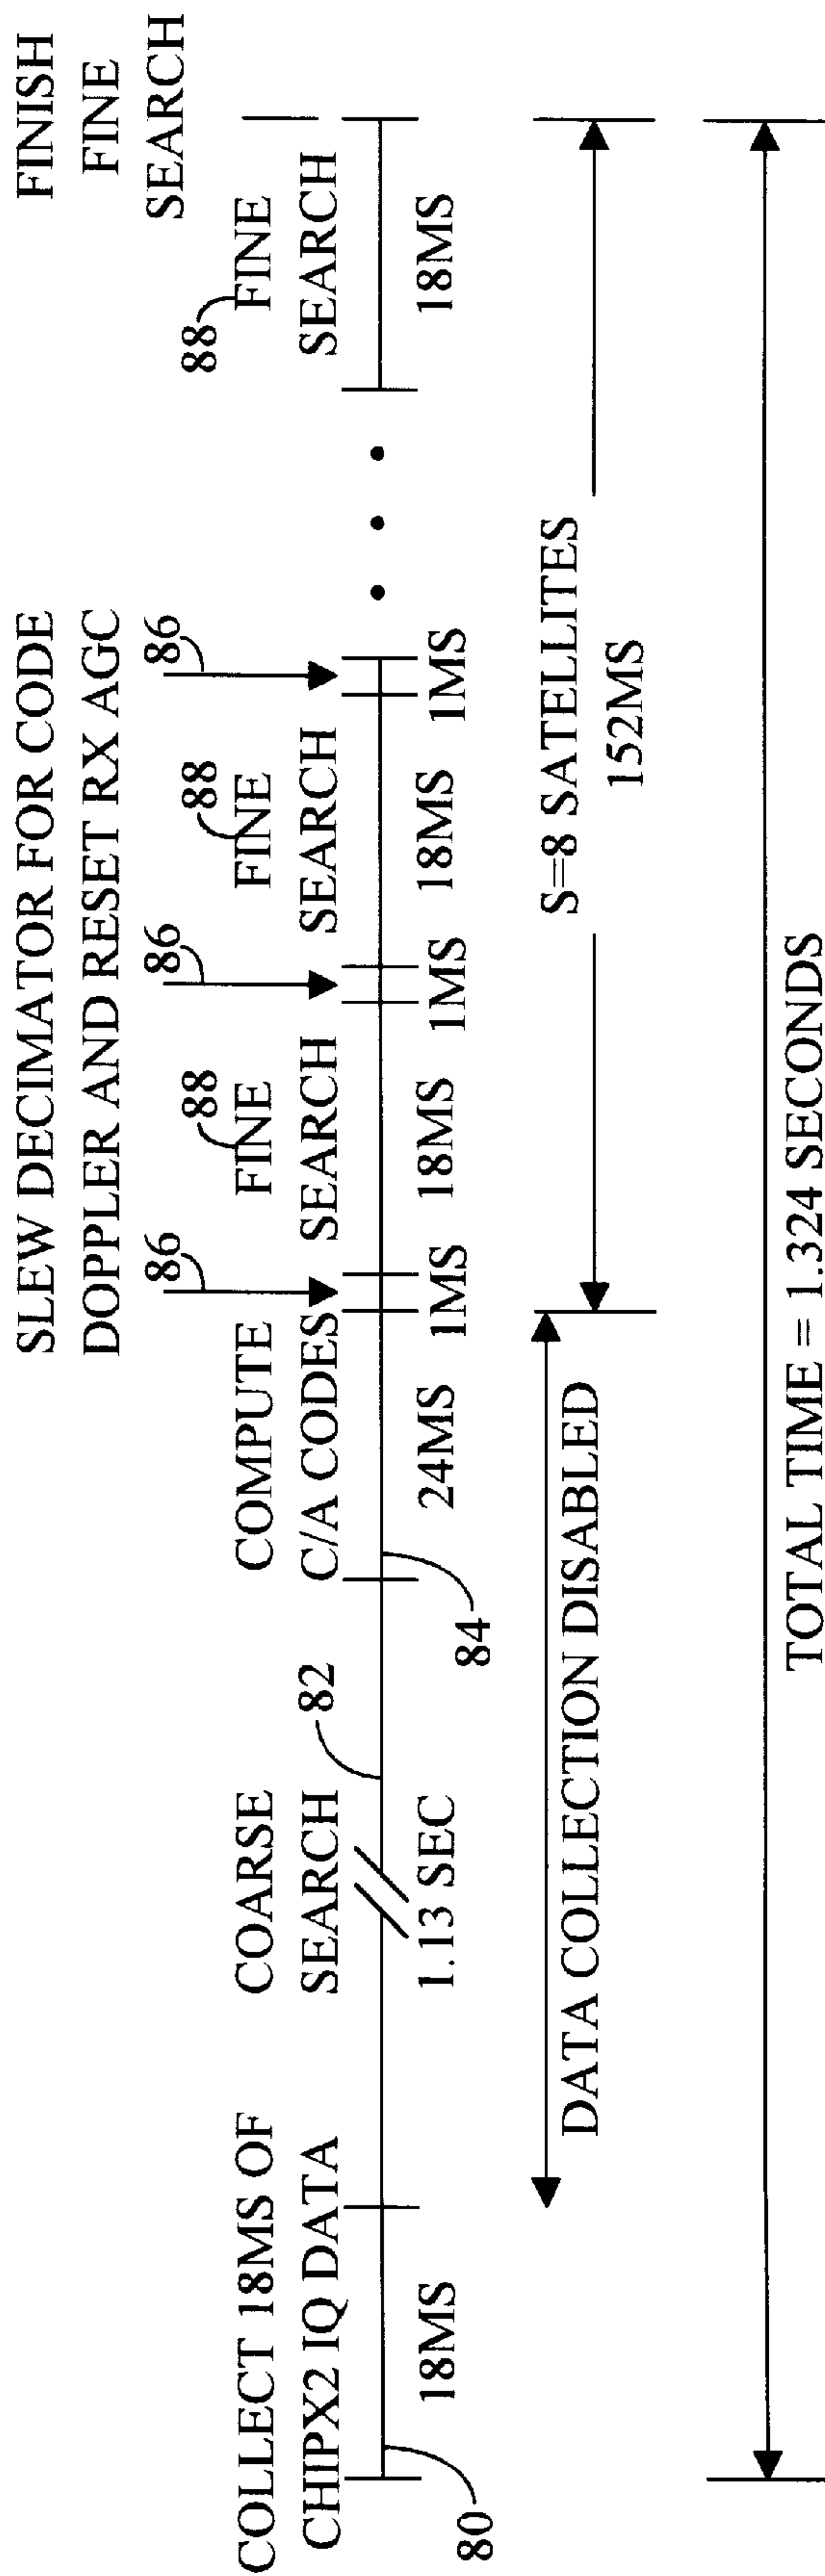 SLEW DECIMATOR FOR CODE
DOPPLER AND RESET RX AGC
FINISH
FINE
SEARCH
86
86
86
COLLECT 18MS OF
CHIPX2 IQ DATA
COARSE
SEARCH
82
COMPUTE
C/A CODES
88
FINE
SEARCH
88
FINE
SEARCH
88
FINE
SEARCH
80
18MS
1.13 SEC
84
24MS
1MS
18MS
1MS
18MS
1MS
18MS
DATA COLLECTION DISABLED
S=8 SATELLITES
152MS
TOTAL TIME = 1.324 SECONDS